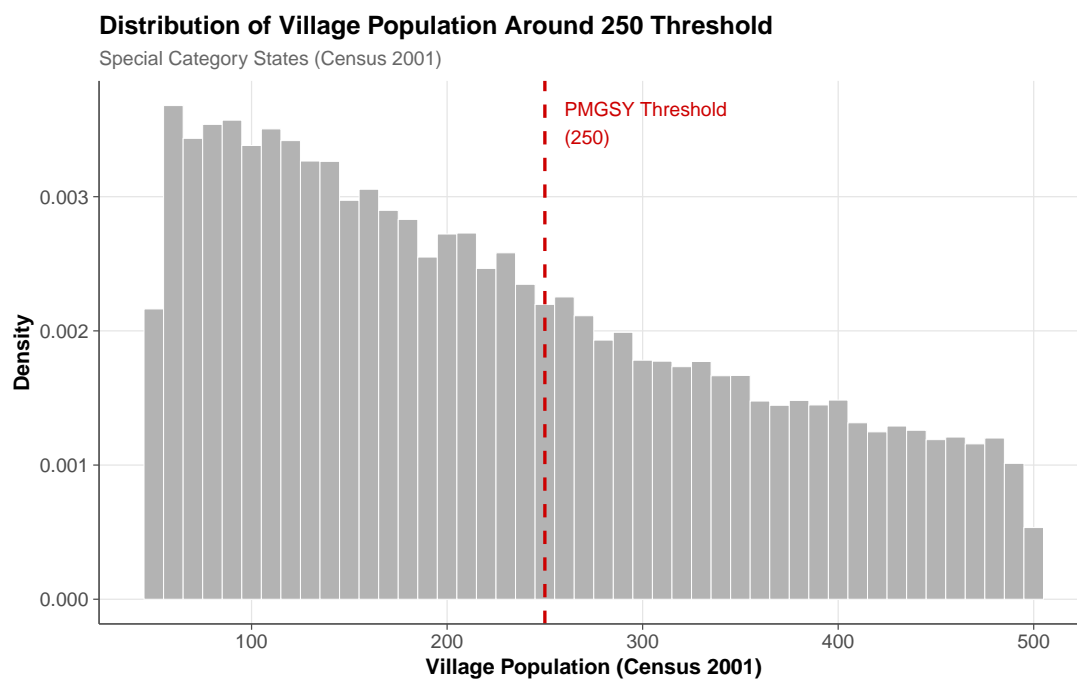 Distribution of Village Population Around 250 Threshold
Special Category States (Census 2001)
PMGSY Threshold
(250)
0.003
0.002
0.001
0.000
Density
100 200 300 400 500
Village Population (Census 2001)